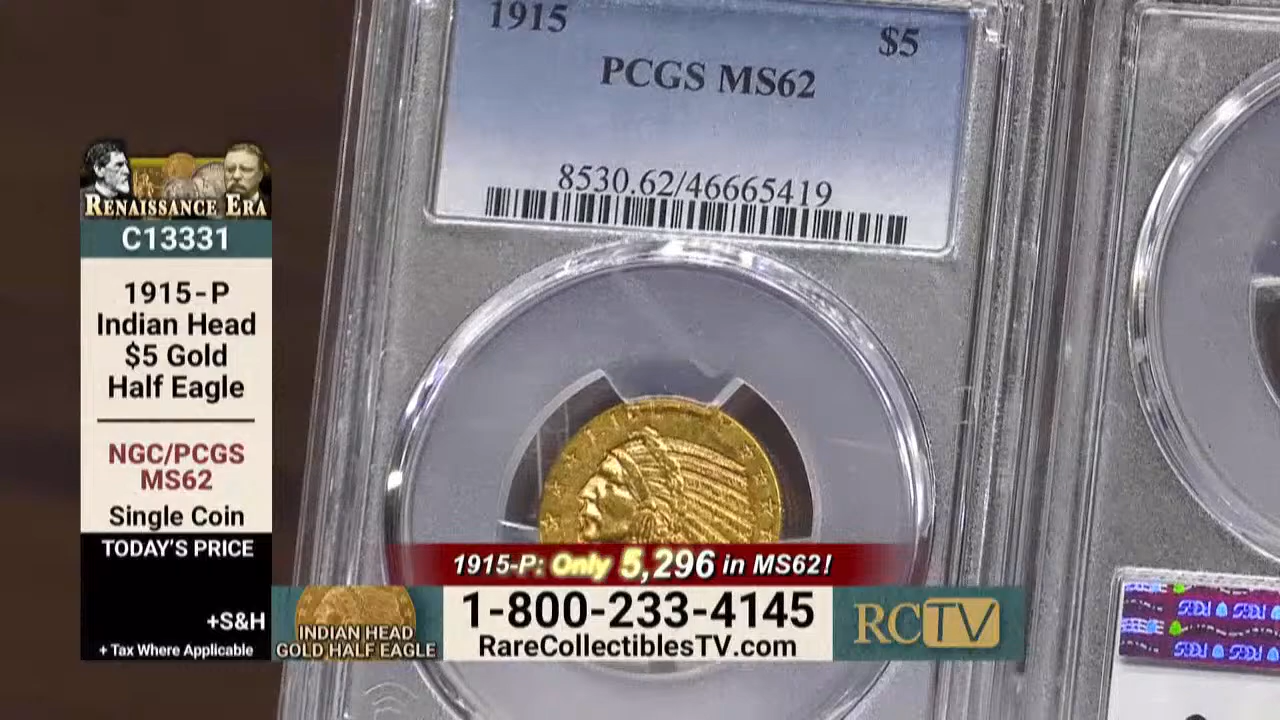 1915
$5
PCGS MS62
8530.62/46665419
RENAISSANCE ERA
C13331
1915-P
Indian Head
$5 Gold
Half Eagle
NGC/PCGS
MS62
Single Coin
TODAY'S PRICE
+S&H
+ Tax Where Applicable
1915-P: Only 5,296 in MS62!
INDIAN HEAD
GOLD HALF EAGLE
1-800-233-4145
RareCollectiblesTV.com
RCTV